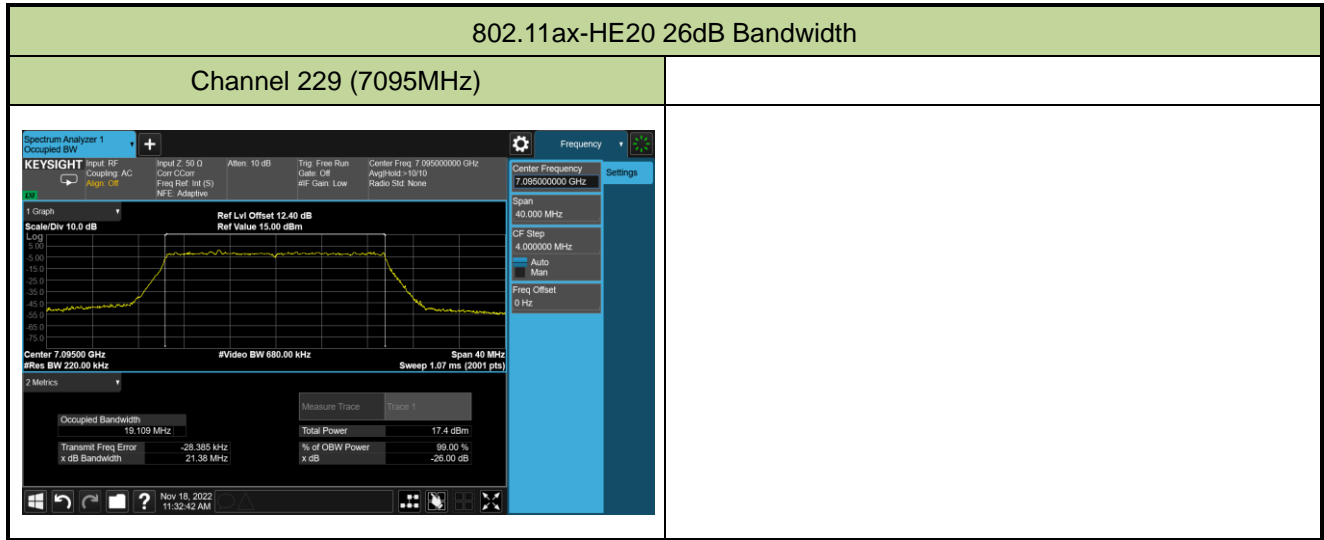 802.11ax-HE20 26dB Bandwidth
Channel 229 (7095MHz)
Spectrum Analyzer 1
Occupied BW
+
Frequency
KEYSIGHT
Input: RF
Coupling: AC
Align: Off
Input Z: 50 Ω
Corr CCorr
Freq Ref: Int (S)
NFE: Adaptive
Atten: 10 dB
Trig: Free Run
Gate: Off
#IF Gain: Low
Center Freq: 7.095000000 GHz
Avg|Hold:>10/10
Radio Std: None
Center Frequency
7.095000000 GHz
Settings
Span
40.000 MHz
CF Step
4.000000 MHz
Auto
Man
Freq Offset
0 Hz
1 Graph
Scale/Div 10.0 dB
Ref Lvl Offset 12.40 dB
Ref Value 15.00 dBm
Log
5.00
-5.00
-15.0
-25.0
-35.0
-45.0
-55.0
-65.0
-75.0
Center 7.09500 GHz
#Video BW 680.00 kHz
Span 40 MHz
#Res BW 220.00 kHz
Sweep 1.07 ms (2001 pts)
2 Metrics
Measure Trace Trace 1
Occupied Bandwidth
19.109 MHz
Total Power 17.4 dBm
Transmit Freq Error -28.385 kHz
% of OBW Power 99.00 %
x dB Bandwidth 21.38 MHz
x dB -26.00 dB
?
Nov 18, 2022
11:32:42 AM